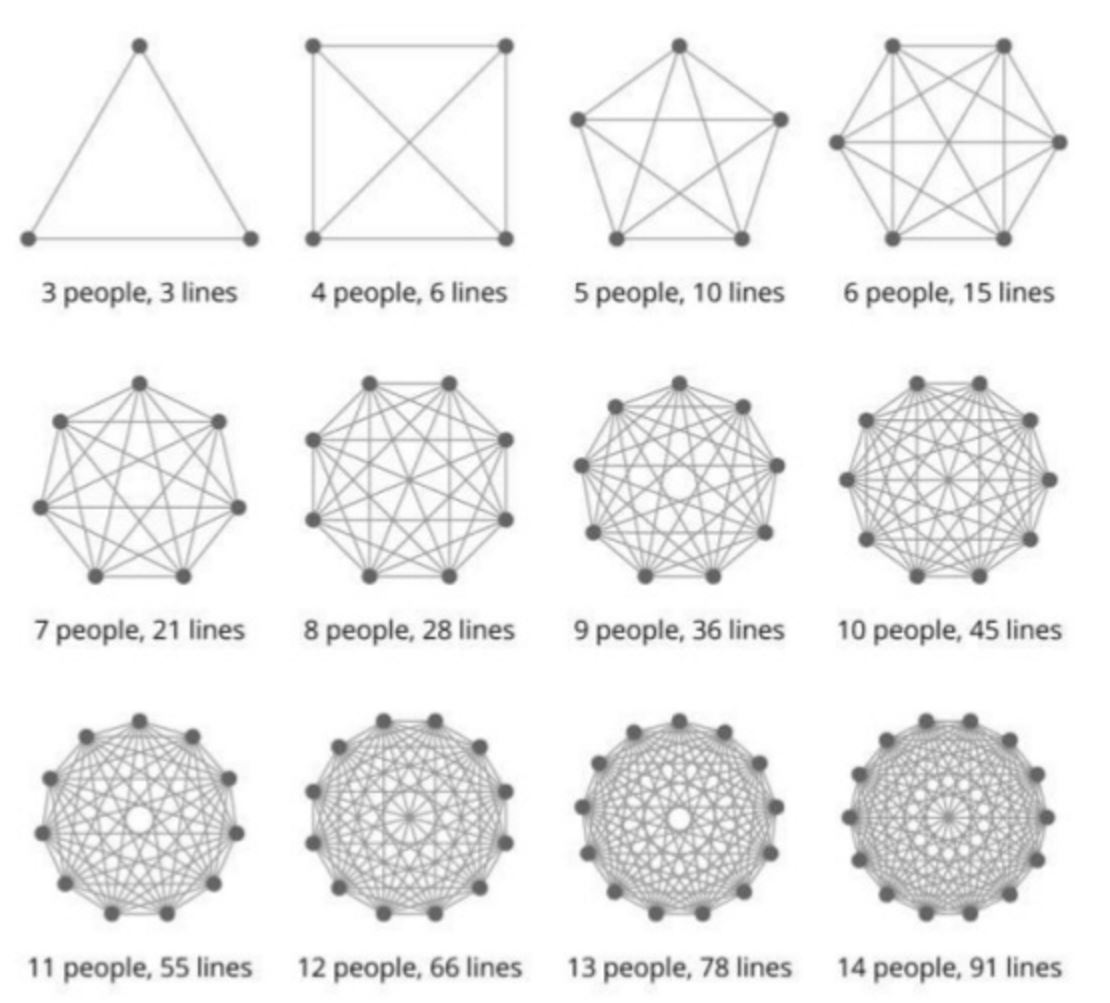 3 people, 3 lines
4 people, 6 lines
5 people, 10 lines
6 people, 15 lines
7 people, 21 lines
8 people, 28 lines
9 people, 36 lines
10 people, 45 lines
11 people, 55 lines
12 people, 66 lines
13 people, 78 lines
14 people, 91 lines